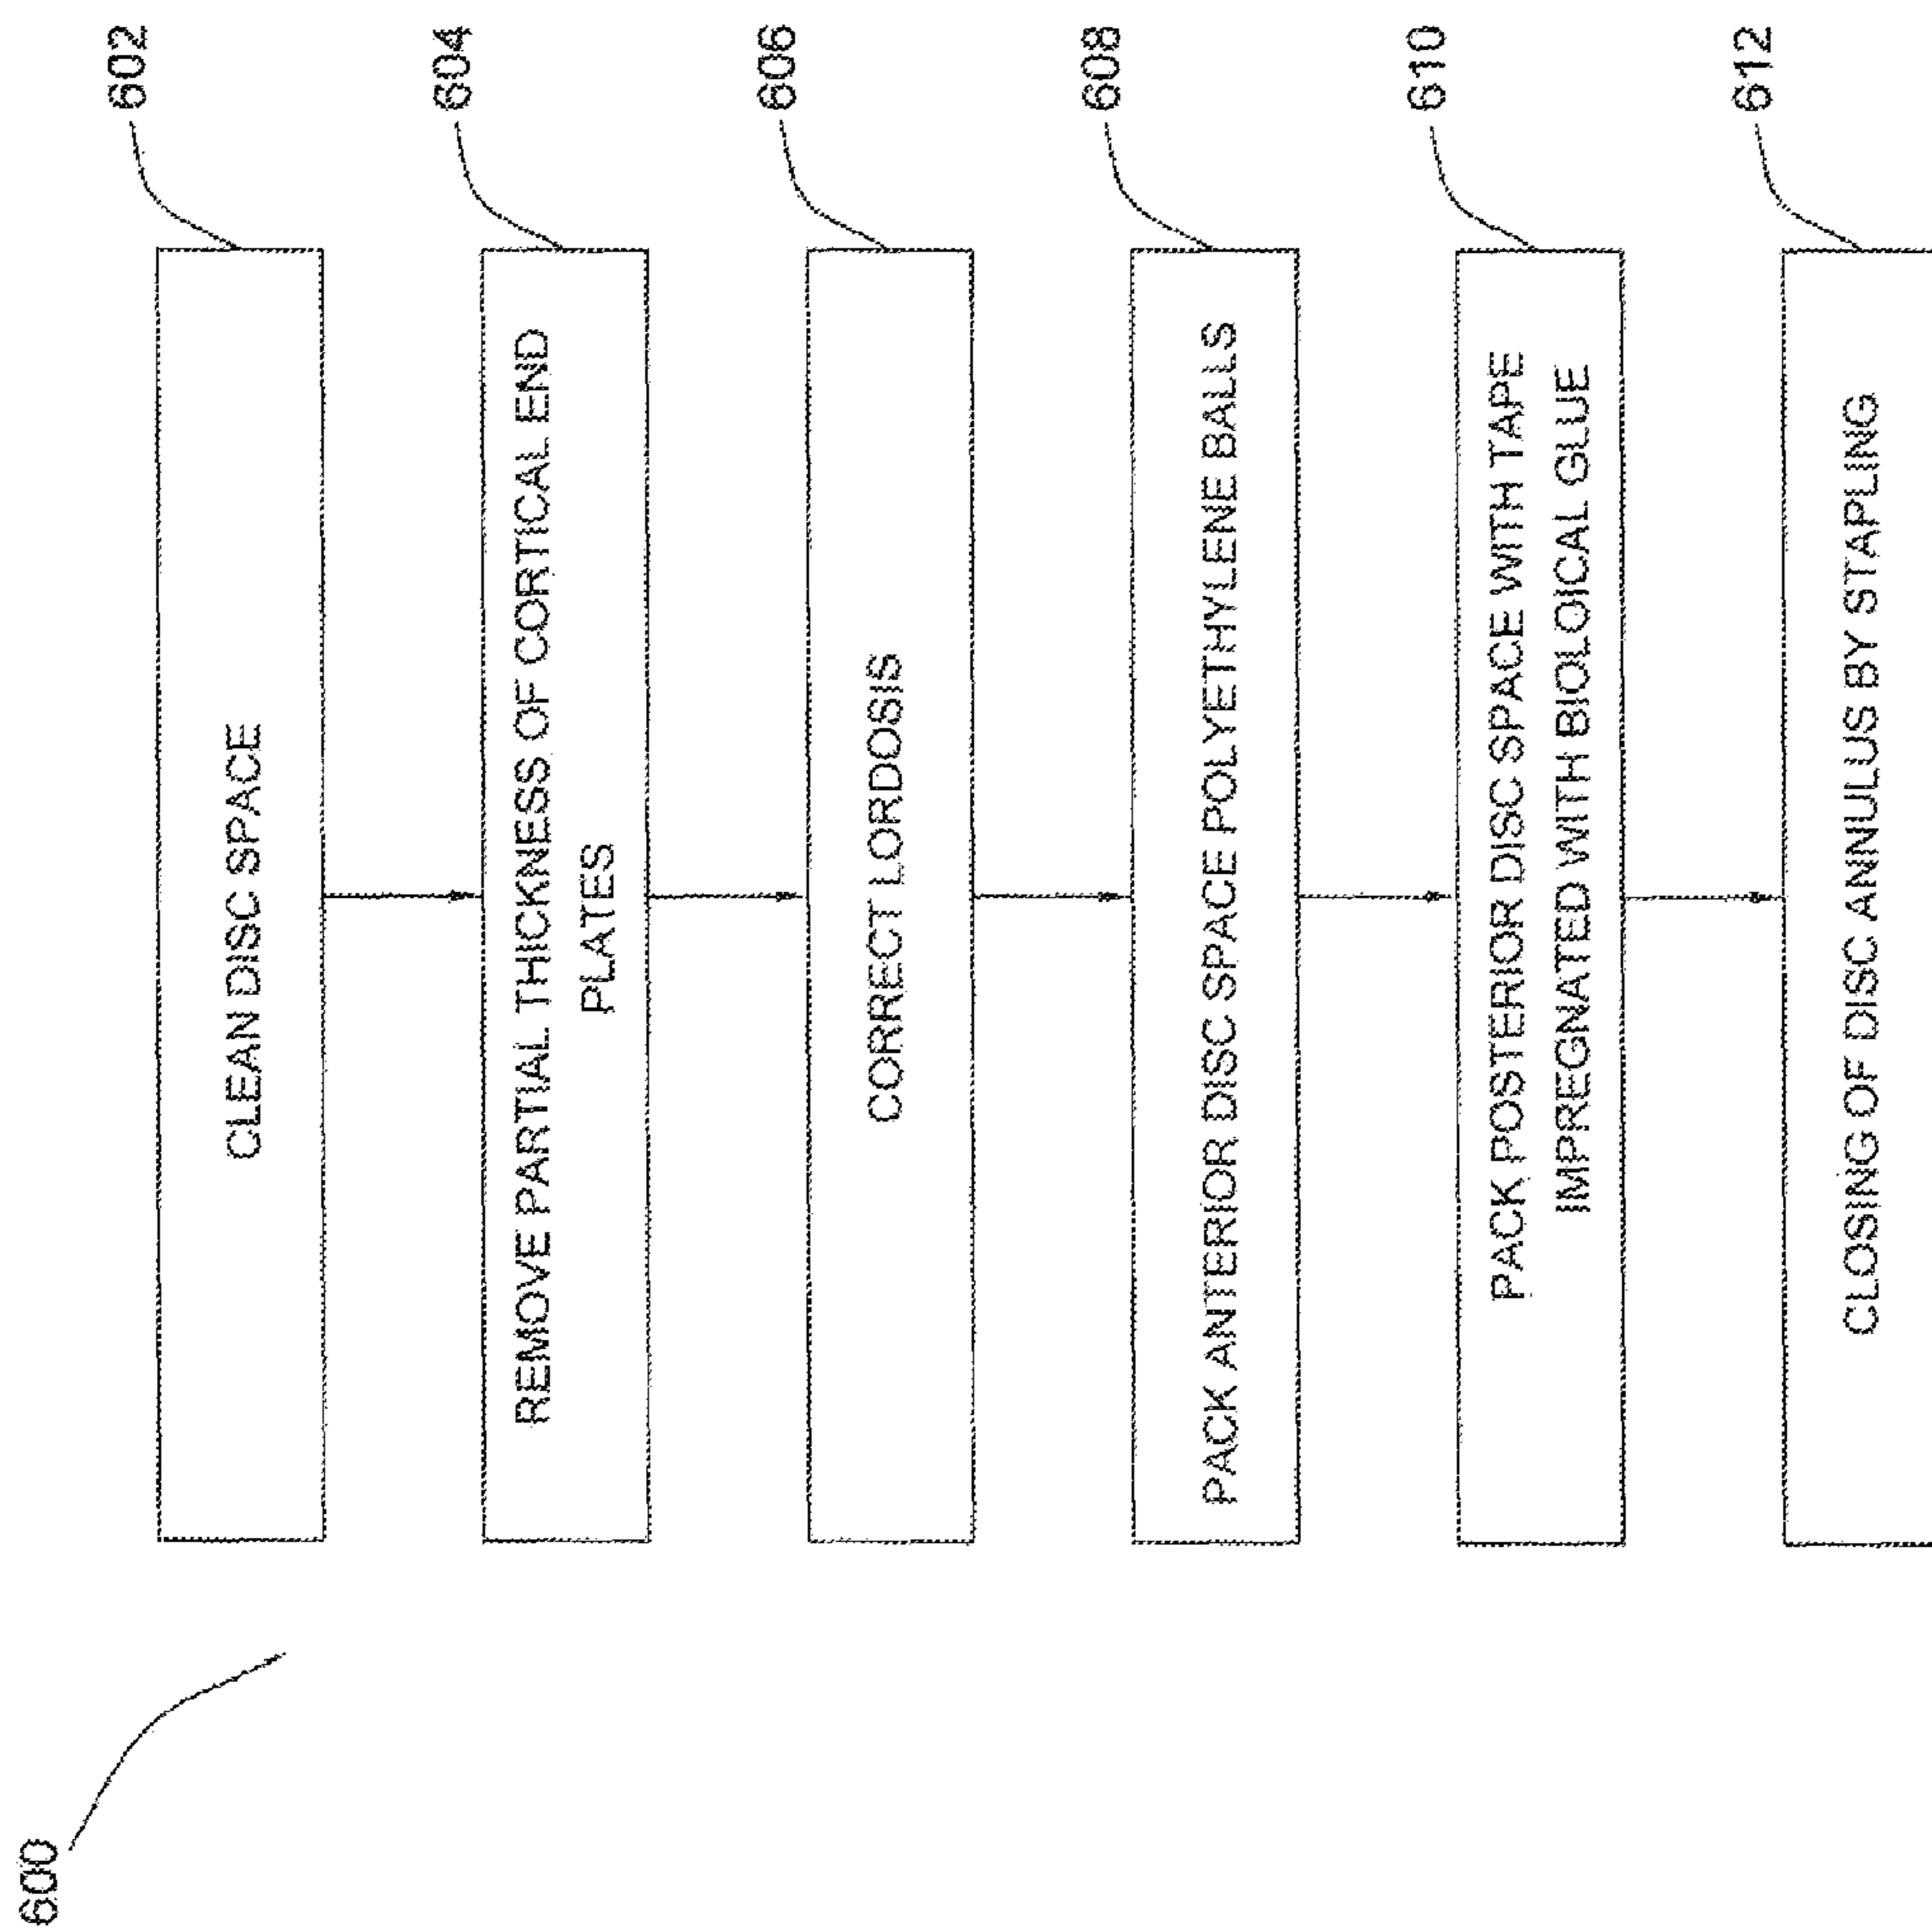 600
602
CLEAN DISC SPACE
604
REMOVE PARTIAL THICKNESS OF CORTICAL END
PLATES
606
CORRECT LORDOSIS
608
PACK ANTERIOR DISC SPACE POLYETHYLENE BALLS
610
PACK POSTERIOR DISC SPACE WITH TAPE
IMPREGNATED WITH BIOLOICAL GLUE
612
CLOSING OF DISC ANNULUS BY STAPLING